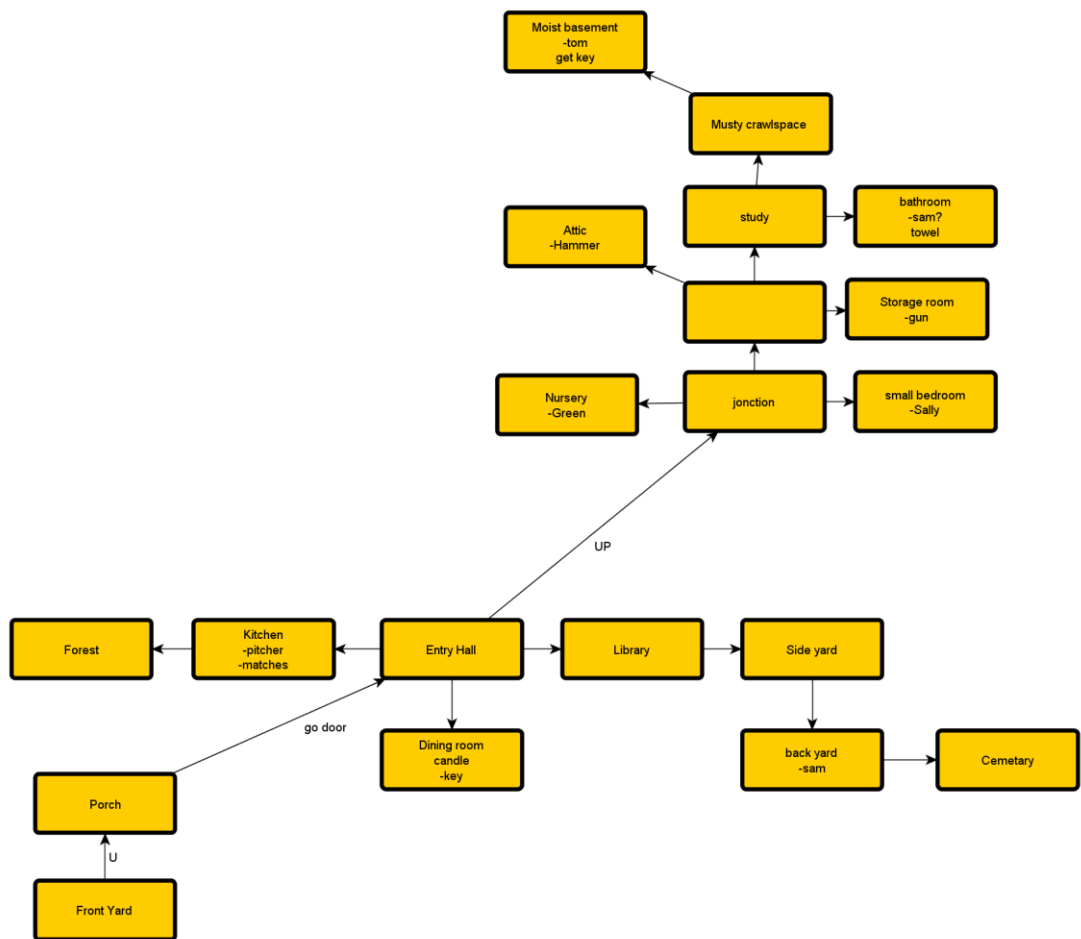 Moist basement
-tom
get key
Musty crawlspace
study
bathroom
-sam?
towel
Attic
-Hammer
Storage room
-gun
Nursery
-Green
jonction
small bedroom
-Sally
UP
Forest
Kitchen
-pitcher
-matches
Entry Hall
Library
Side yard
go door
Dining room
candle
-key
back yard
-sam
Cemetary
Porch
U
Front Yard